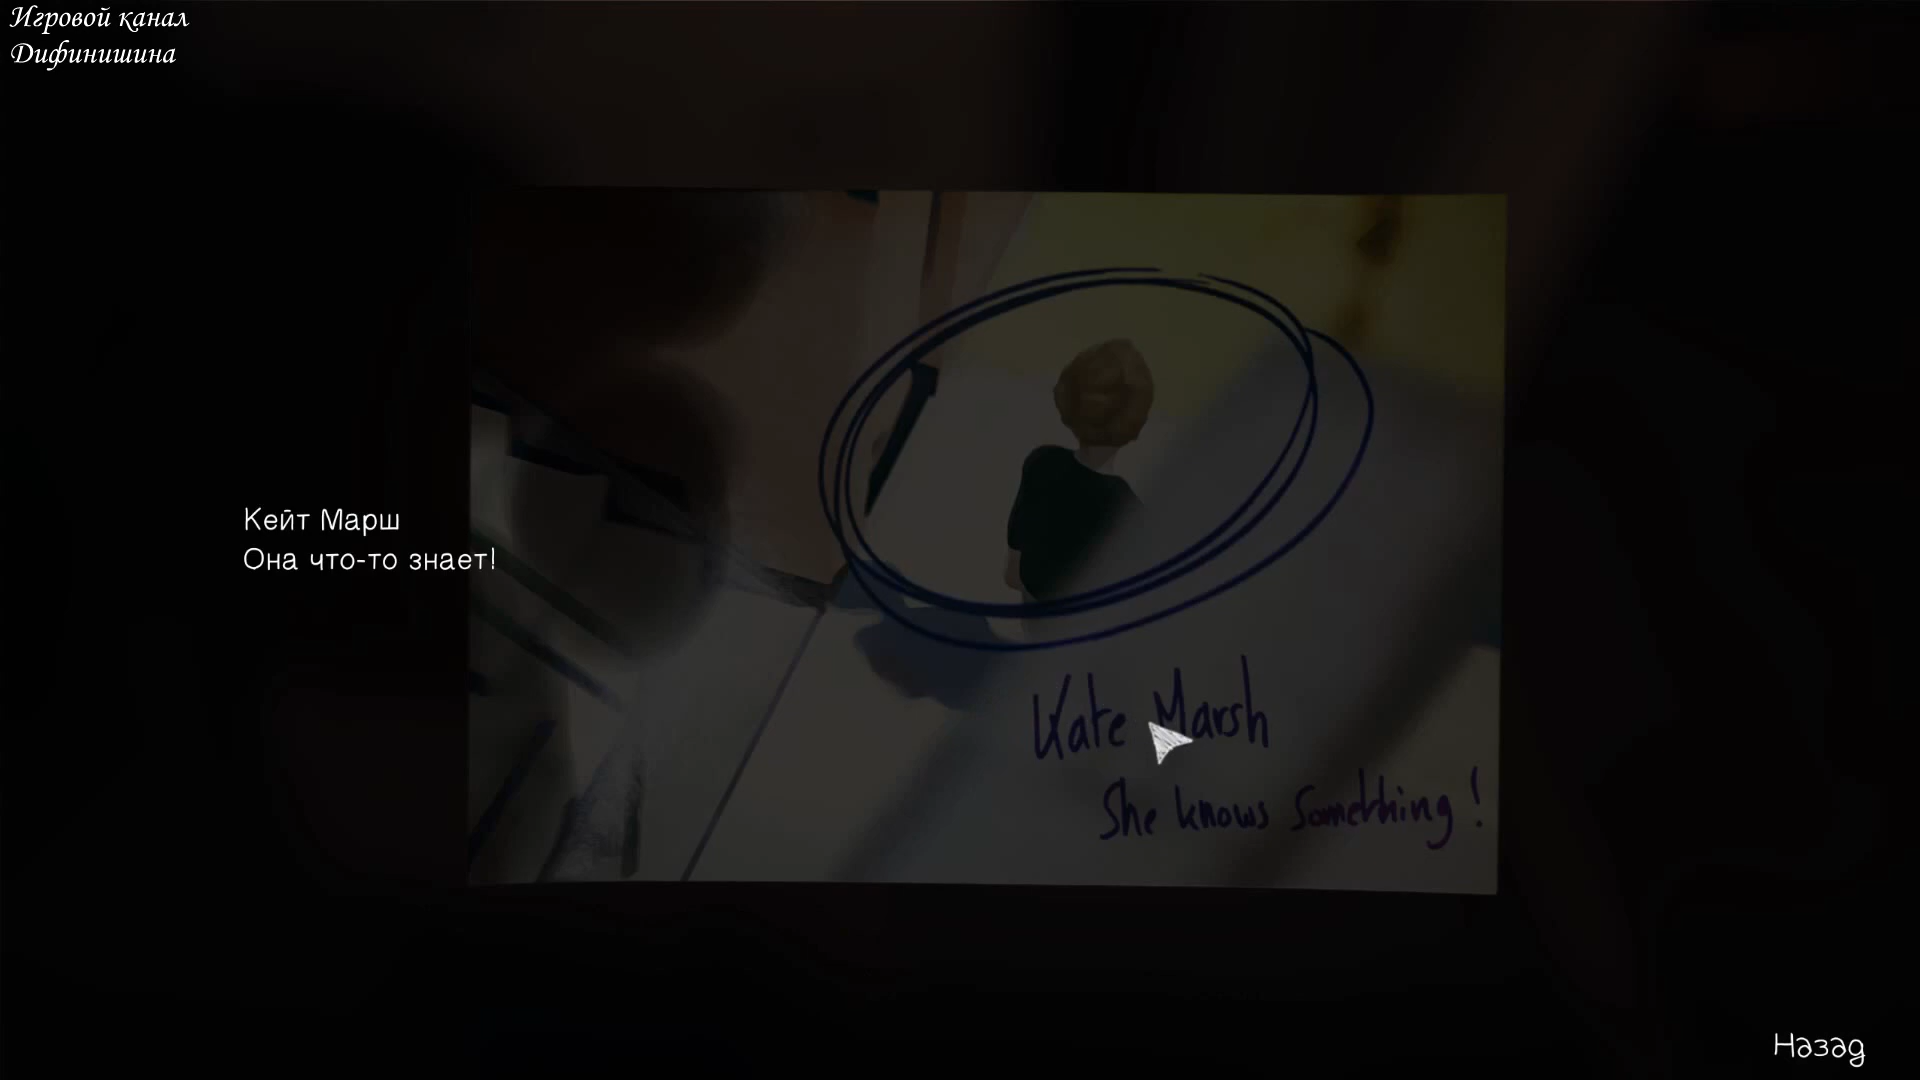 Игровой канал
Дифинишина
Кейт Марш
Она что-то знает!
Kate Marsh
She knows something!
Назад